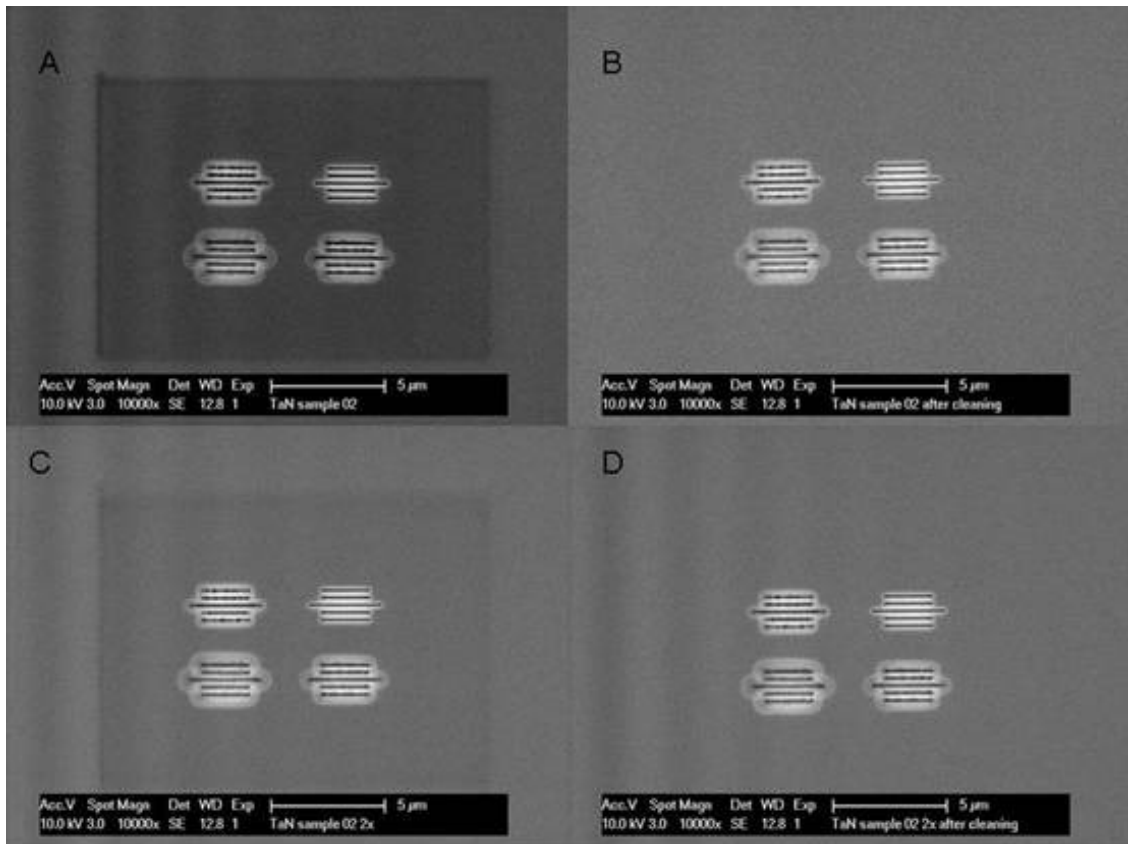 A
Acc.V Spot Magn Det WD Exp 5 µm
10.0 kV 3.0 10000x SE 12.8 1 TaN sample 02
B
Acc.V Spot Magn Det WD Exp 5 µm
10.0 kV 3.0 10000x SE 12.8 1 TaN sample 02 after cleaning
C
Acc.V Spot Magn Det WD Exp 5 µm
10.0 kV 3.0 10000x SE 12.8 1 TaN sample 02 2x
D
Acc.V Spot Magn Det WD Exp 5 µm
10.0 kV 3.0 10000x SE 12.8 1 TaN sample 02 2x after cleaning